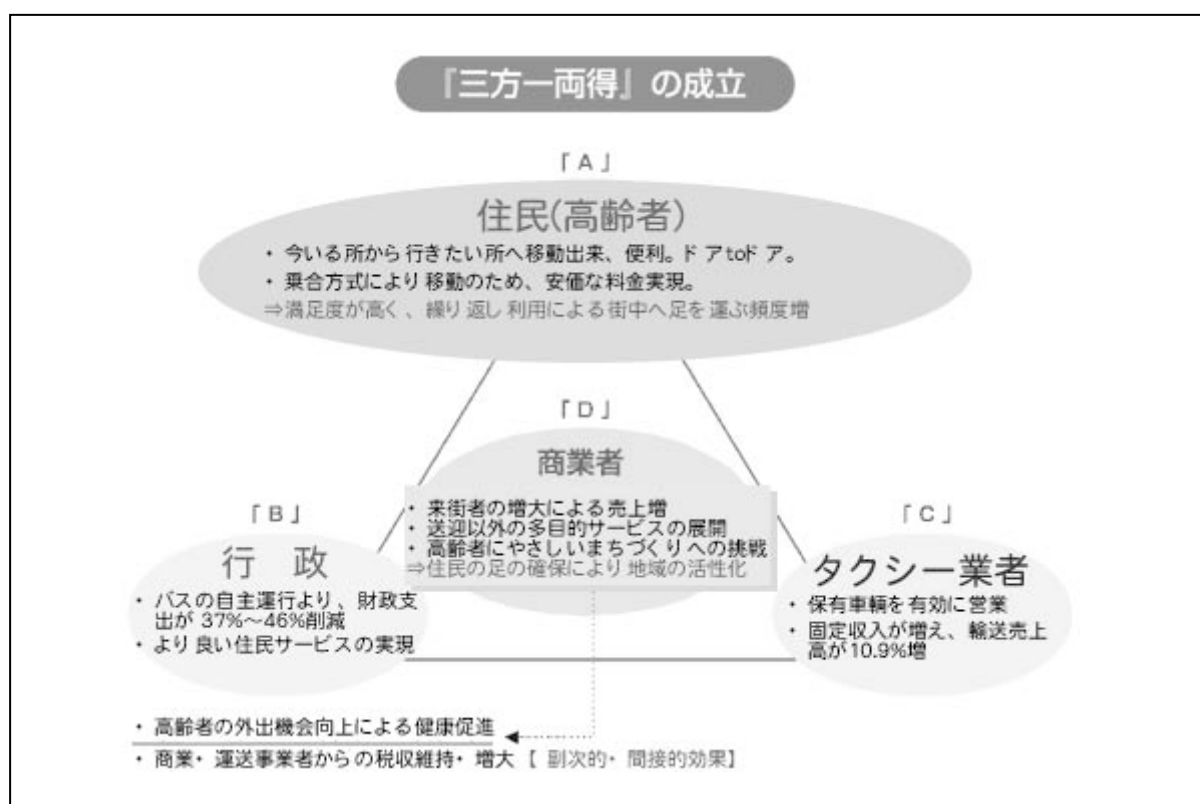 『三方一両得』の成立
「A」
住民(高齢者)
・今いる所から行きたい所へ移動出来、便利。ドアtoドア。
・乗合方式により移動のため、安価な料金実現。
⇒満足度が高く、繰り返し利用による街中へ足を運ぶ頻度増
「D」
商業者
・来街者の増大による売上増
・送迎以外の多目的サービスの展開
・高齢者にやさしいまちづくりへの挑戦
⇒住民の足の確保により地域の活性化
「B」
行 政
・バスの自主運行より、財政支
出が37%〜46%削減
・より良い住民サービスの実現
「C」
タクシー業者
・保有車輌を有効に営業
・固定収入が増え、輸送売上
高が10.9%増
・高齢者の外出機会向上による健康促進
・商業・運送事業者からの税収維持・増大【副次的・間接的効果】